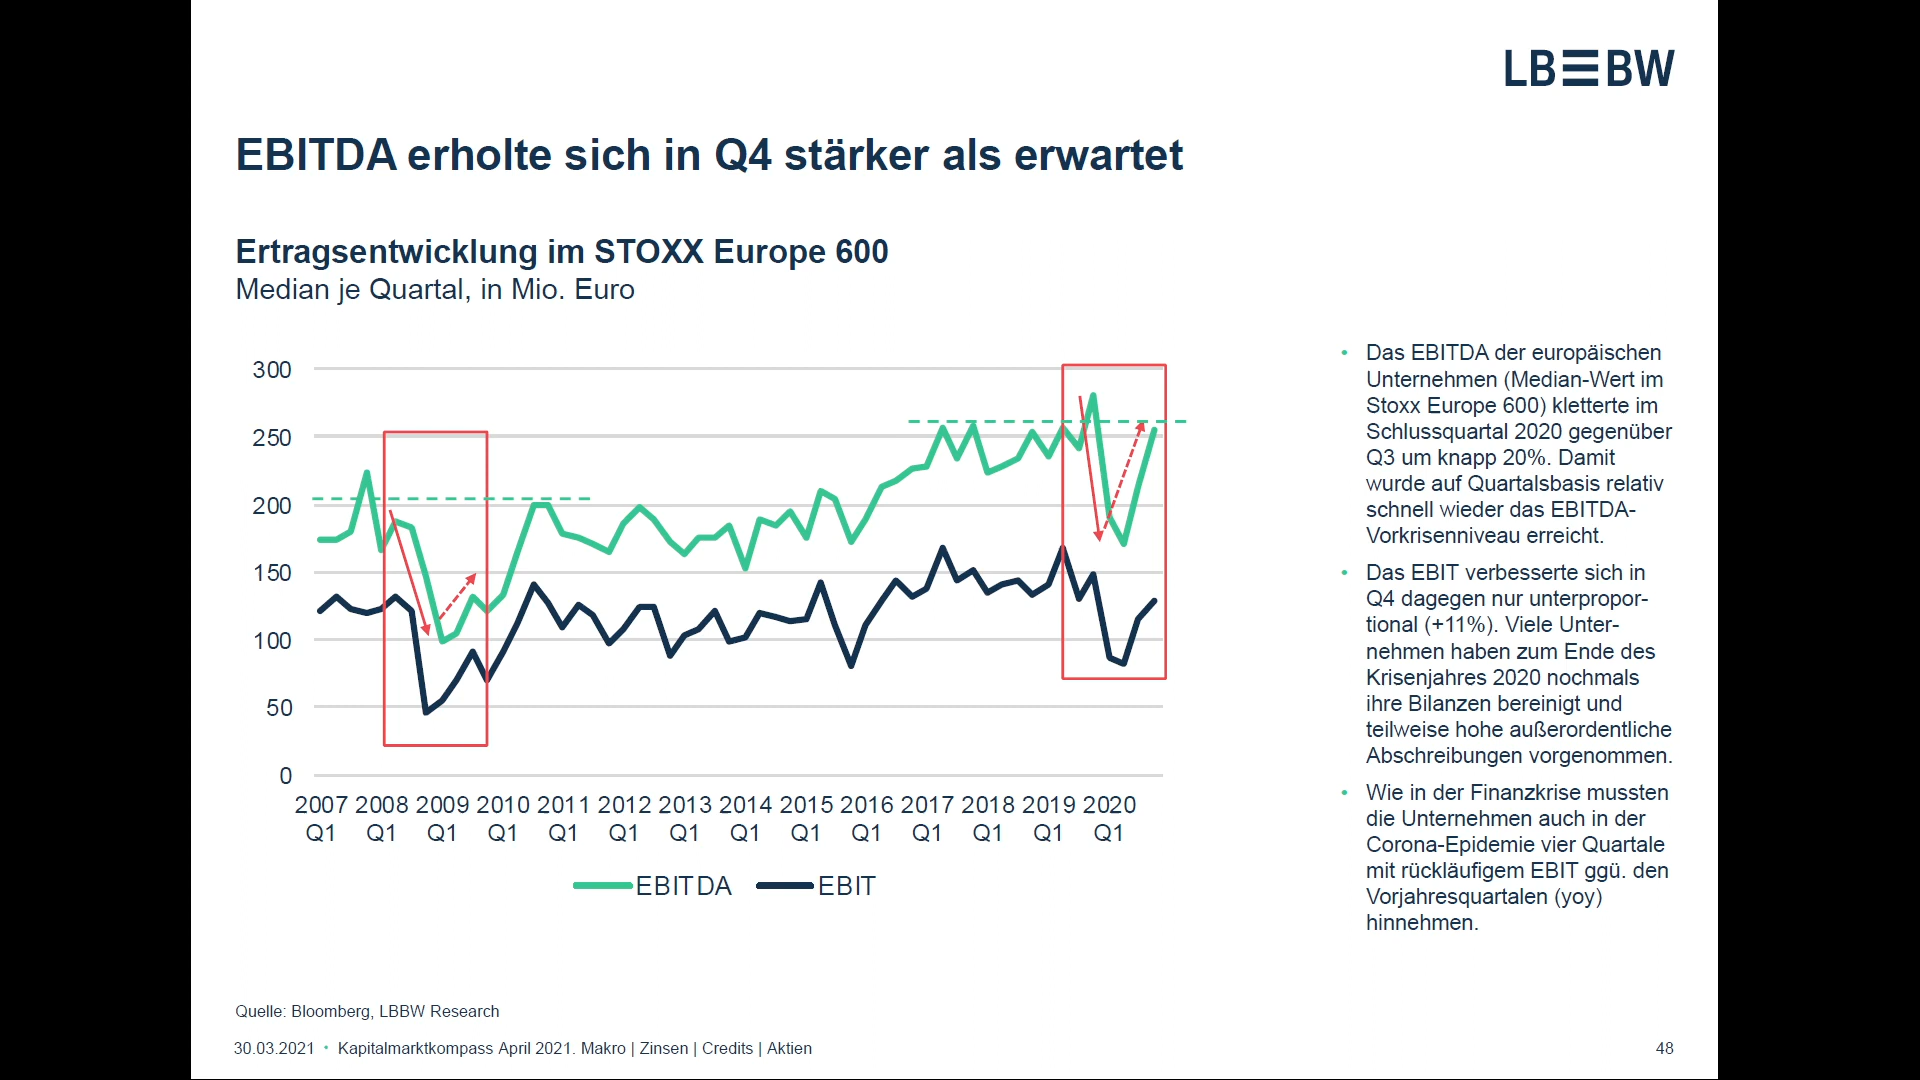 LBBW
EBITDA erholte sich in Q4 stärker als erwartet
Ertragsentwicklung im STOXX Europe 600
Median je Quartal, in Mio. Euro
300
250
200
150
100
50
0
2007 2008 2009 2010 2011 2012 2013 2014 2015 2016 2017 2018 2019 2020
Q1 Q1 Q1 Q1 Q1 Q1 Q1 Q1 Q1 Q1 Q1 Q1 Q1 Q1
EBITDA EBIT
• Das EBITDA der europäischen
Unternehmen (Median-Wert im
Stoxx Europe 600) kletterte im
Schlussquartal 2020 gegenüber
Q3 um knapp 20%. Damit
wurde auf Quartalsbasis relativ
schnell wieder das EBITDA-
Vorkrisenniveau erreicht.
• Das EBIT verbesserte sich in
Q4 dagegen nur unterpropor-
tional (+11%). Viele Unter-
nehmen haben zum Ende des
Krisenjahres 2020 nochmals
ihre Bilanzen bereinigt und
teilweise hohe außerordentliche
Abschreibungen vorgenommen.
• Wie in der Finanzkrise mussten
die Unternehmen auch in der
Corona-Epidemie vier Quartale
mit rückläufigem EBIT ggü. den
Vorjahresquartalen (yoy)
hinnehmen.
Quelle: Bloomberg, LBBW Research
30.03.2021 • Kapitalmarktkompass April 2021. Makro | Zinsen | Credits | Aktien
48